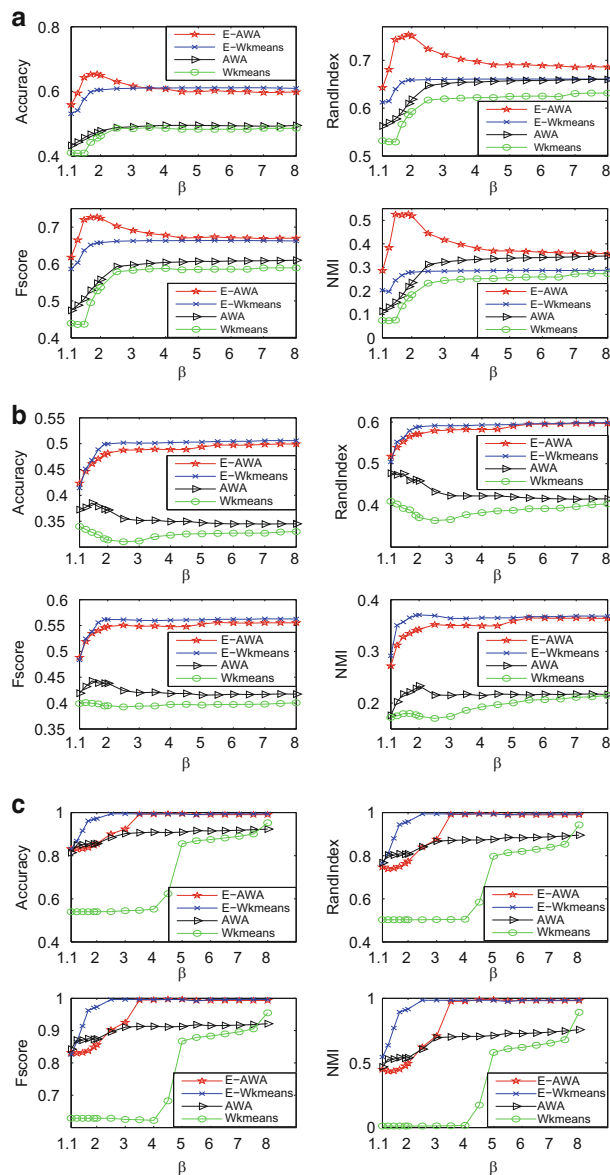 a
Accuracy
0.8
0.6
0.4
1.1 2 3 4 5 6 7 8
β
E−AWA
E−Wkmeans
AWA
Wkmeans
RandIndex
0.7
0.6
0.5
1.1 2 3 4 5 6 7 8
β
E−AWA
E−Wkmeans
AWA
Wkmeans
Fscore
0.7
0.6
0.5
0.4
1.1 2 3 4 5 6 7 8
β
E−AWA
E−Wkmeans
AWA
Wkmeans
NMI
0.5
0.4
0.3
0.2
0.1
0
1.1 2 3 4 5 6 7 8
β
E−AWA
E−Wkmeans
AWA
Wkmeans
b
Accuracy
0.55
0.5
0.45
0.4
0.35
1.1 2 3 4 5 6 7 8
β
E−AWA
E−Wkmeans
AWA
Wkmeans
RandIndex
0.6
0.5
0.4
1.1 2 3 4 5 6 7 8
β
E−AWA
E−Wkmeans
AWA
Wkmeans
Fscore
0.6
0.55
0.5
0.45
0.4
0.35
1.1 2 3 4 5 6 7 8
β
E−AWA
E−Wkmeans
AWA
Wkmeans
NMI
0.4
0.3
0.2
1.1 2 3 4 5 6 7 8
β
E−AWA
E−Wkmeans
AWA
Wkmeans
c
Accuracy
1
0.8
0.6
0.4
1.1 2 3 4 5 6 7 8
β
E−AWA
E−Wkmeans
AWA
Wkmeans
RandIndex
1
0.8
0.6
0.4
1.1 2 3 4 5 6 7 8
β
E−AWA
E−Wkmeans
AWA
Wkmeans
Fscore
1
0.9
0.8
0.7
1.1 2 3 4 5 6 7 8
β
E−AWA
E−Wkmeans
AWA
Wkmeans
NMI
1
0.5
0
1.1 2 3 4 5 6 7 8
β
E−AWA
E−Wkmeans
AWA
Wkmeans